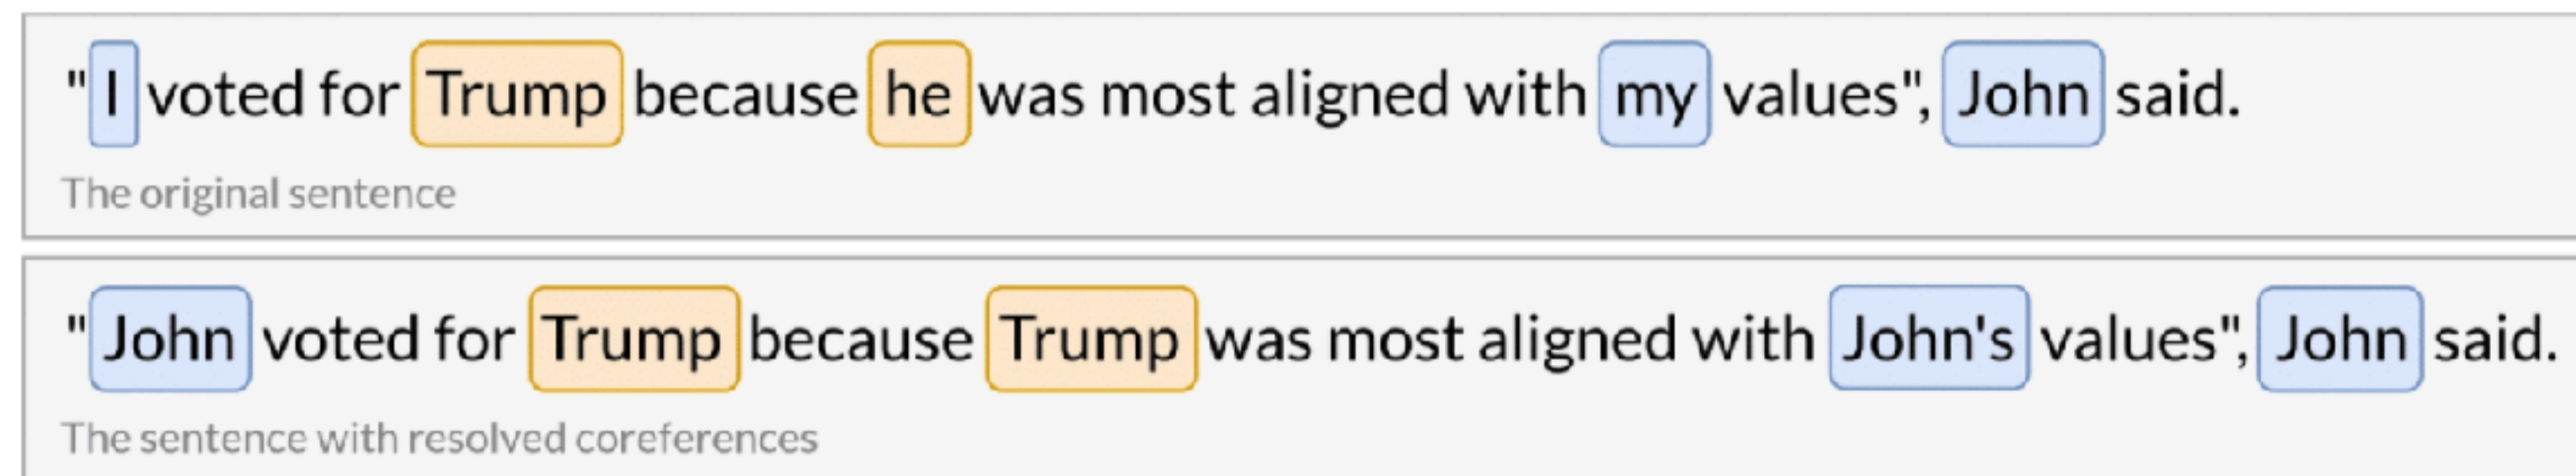 "I voted for Trump because he was most aligned with my values", John said.
The original sentence
"John voted for Trump because Trump was most aligned with John's values", John said.
The sentence with resolved coreferences